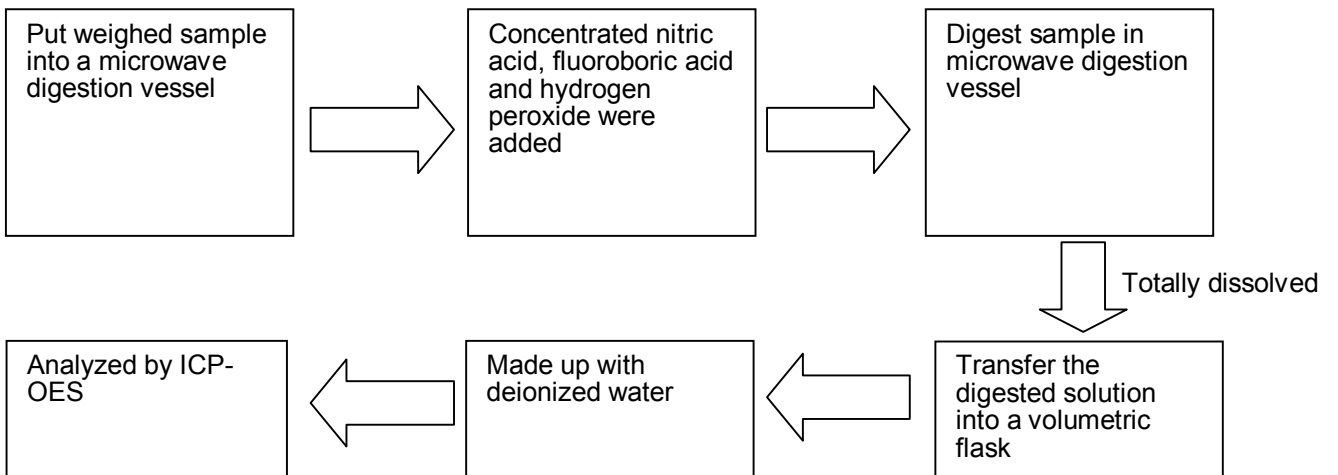 Put weighed sample
into a microwave
digestion vessel
Concentrated nitric
acid, fluoroboric acid
and hydrogen
peroxide were
added
Digest sample in
microwave digestion
vessel
Totally dissolved
Transfer the
digested solution
into a volumetric
flask
Made up with
deionized water
Analyzed by ICP-
OES